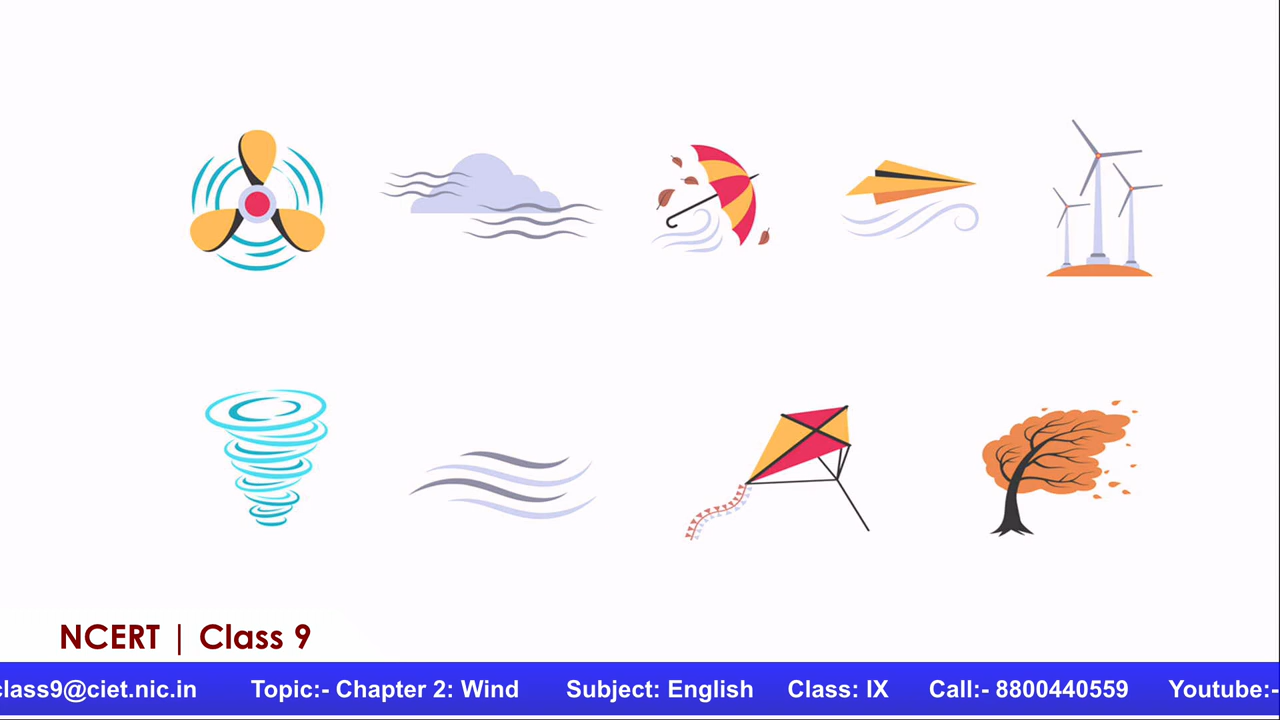 NCERT | Class 9
class9@ciet.nic.in Topic:- Chapter 2: Wind Subject: English Class: IX Call:- 8800440559 Youtube:-